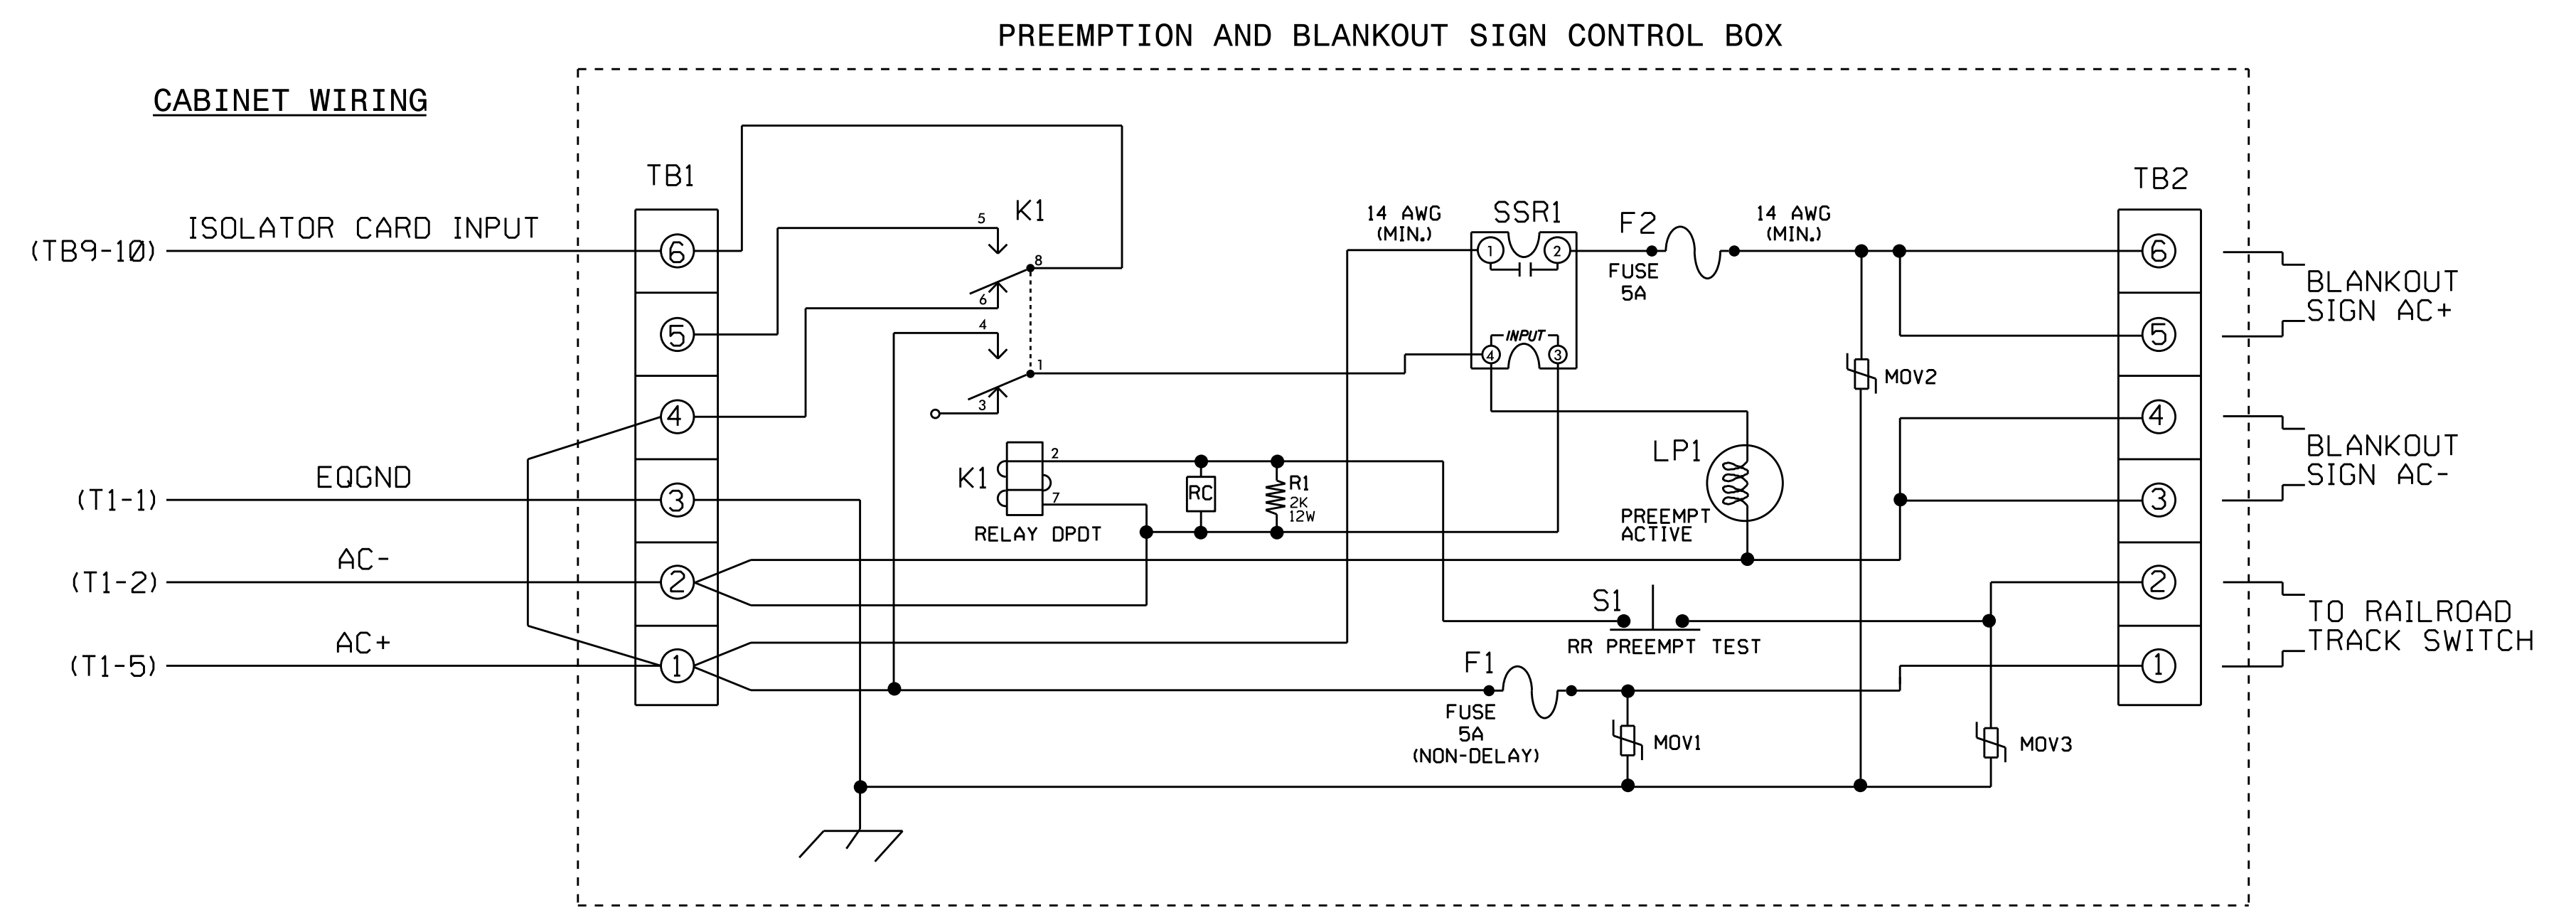 PREEMPTION AND BLANKOUT SIGN CONTROL BOX
CABINET WIRING
TB1
(TB9-10)
ISOLATOR CARD INPUT
6
5
4
(T1-1)
EQGND
3
(T1-2)
AC-
2
(T1-5)
AC+
1
K1
5
8
6
4
1
3
K1
2
7
RELAY DPDT
RC
R1
2K
12W
14 AWG
(MIN.)
SSR1
1
2
INPUT
4
3
F2
FUSE
5A
14 AWG
(MIN.)
MOV2
LP1
PREEMPT
ACTIVE
S1
RR PREEMPT TEST
F1
FUSE
5A
(NON-DELAY)
MOV1
MOV3
TB2
6
5
4
3
2
1
BLANKOUT
SIGN AC+
BLANKOUT
SIGN AC-
TO RAILROAD
TRACK SWITCH